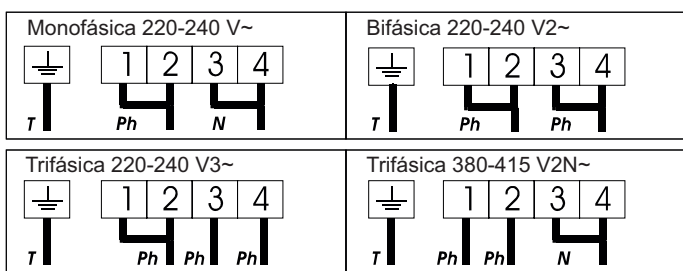 Monofásica 220-240 V~
1 2 3 4
T Ph N
Bifásica 220-240 V2~
1 2 3 4
T Ph Ph
Trifásica 220-240 V3~
1 2 3 4
T Ph Ph Ph
Trifásica 380-415 V2N~
1 2 3 4
T Ph Ph N